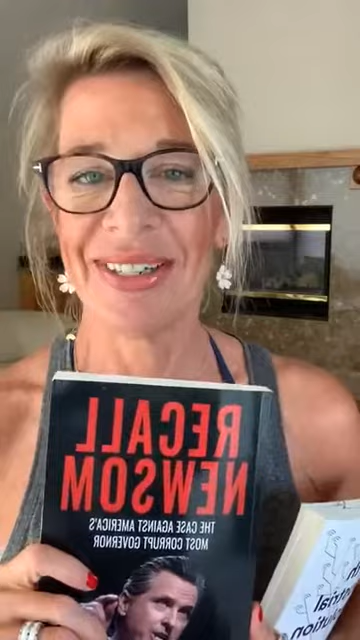 RECALL
NEWSOM
THE CASE AGAINST AMERICA'S
MOST CORRUPT GOVERNOR